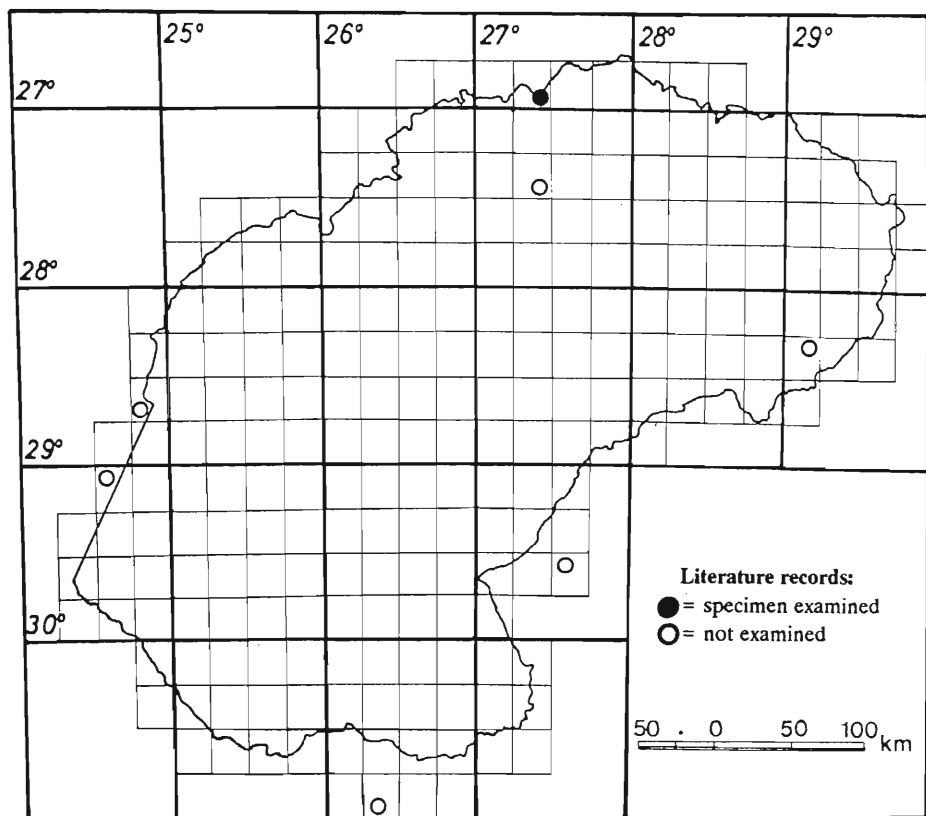 25° 26° 27° 28° 29°
27°
28°
29°
30°
Literature records:
= specimen examined
= not examined
50 0 50 100 km